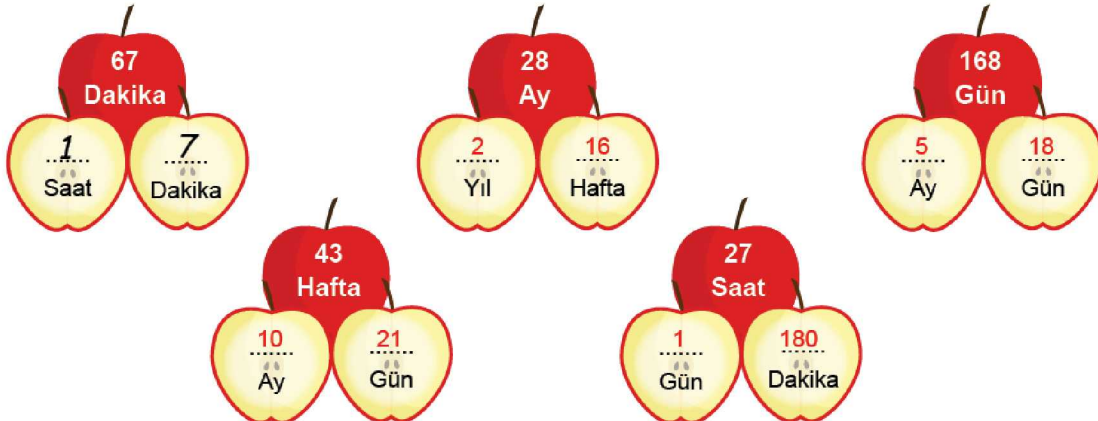 67
Dakika
1
Saat
7
Dakika
28
Ay
2
Yıl
16
Hafta
168
Gün
5
Ay
18
Gün
43
Hafta
10
Ay
21
Gün
27
Saat
1
Gün
180
Dakika